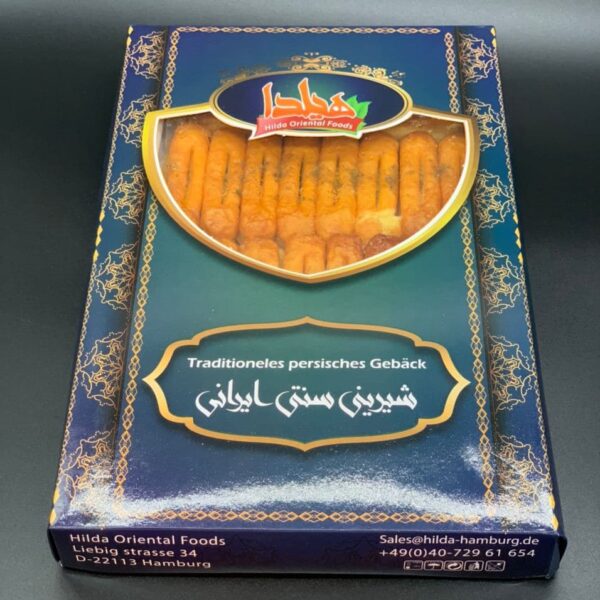 هیلدا
Hilda Oriental Foods
Traditioneles persisches Gebäck
شیرینی سنتی ایرانی
Hilda Oriental Foods
Liebig strasse 34
D-22113 Hamburg
Sales@hilda-hamburg.de
+49(0)40-729 61 654